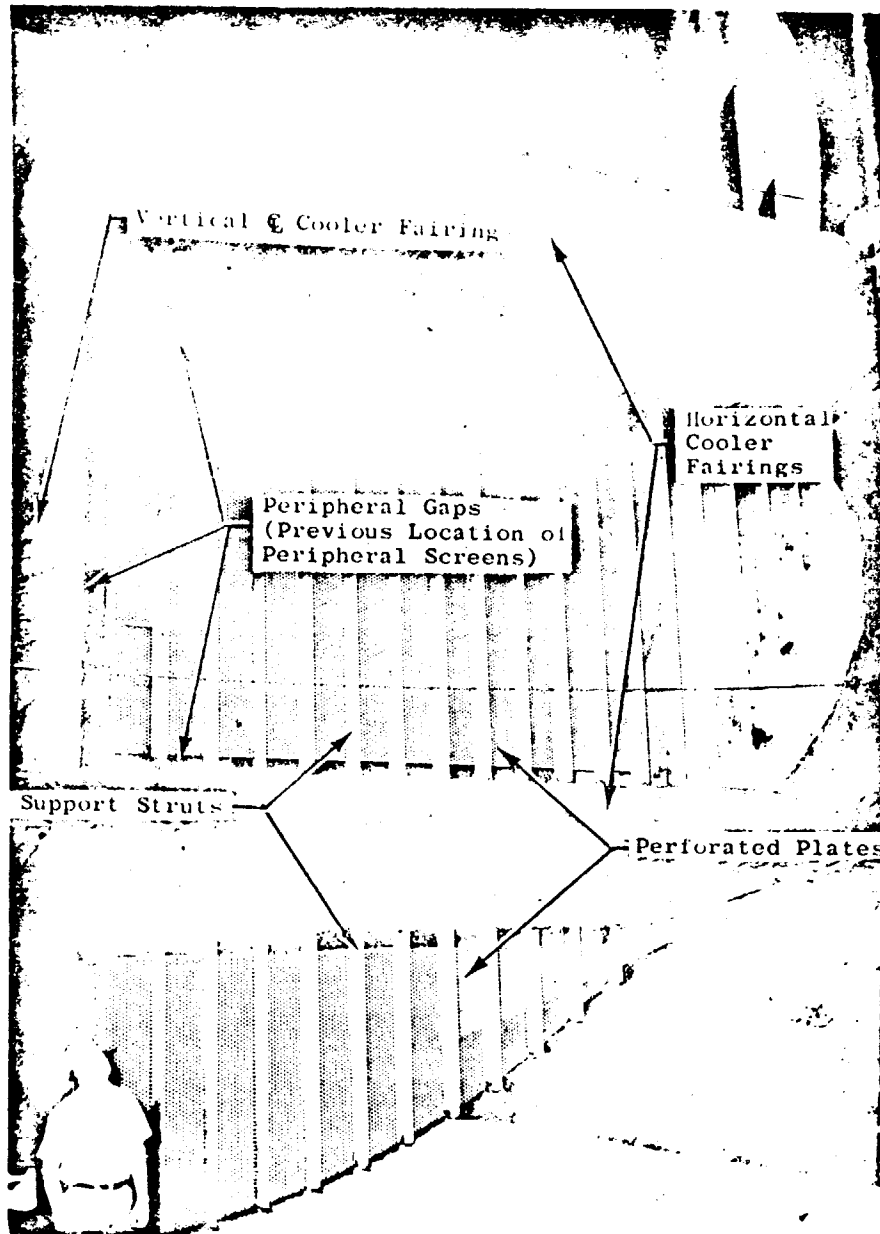 Vertical ℄ Cooler Fairing
Horizontal
Cooler
Fairings
Peripheral Gaps
(Previous Location of
Peripheral Screens)
Support Struts
Perforated Plates